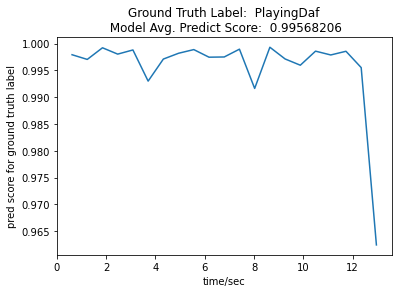 Ground Truth Label:  PlayingDaf
Model Avg. Predict Score:  0.99568206
1.000
0.995
0.990
0.985
0.980
0.975
0.970
0.965
pred score for ground truth label
0 2 4 6 8 10 12
time/sec